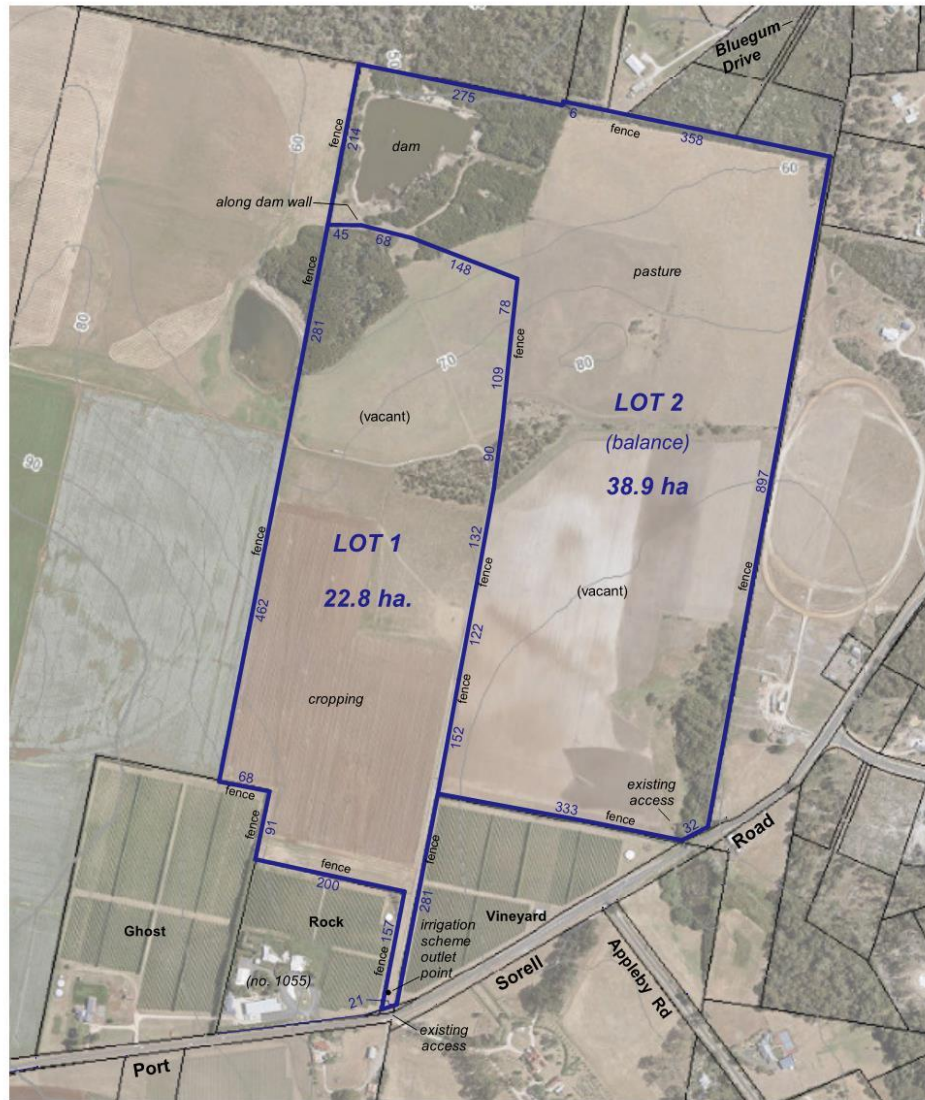 Bluegum
Drive
50
275
6
fence
358
60
fence
214
dam
60
along dam wall
45
68
148
fence
281
pasture
78
fence
80
70
80
109
(vacant)
LOT 2
(balance)
38.9 ha
90
90
897
132
fence
LOT 1
22.8 ha.
fence
462
fence
(vacant)
122
fence
cropping
152
68
fence
existing
access
333
fence
32
Road
fence
91
fence
200
fence
281
Ghost
Rock
Vineyard
157
fence
irrigation
scheme
outlet
point
(no. 1055)
21
Sorell
Appleby Rd
existing
access
Port